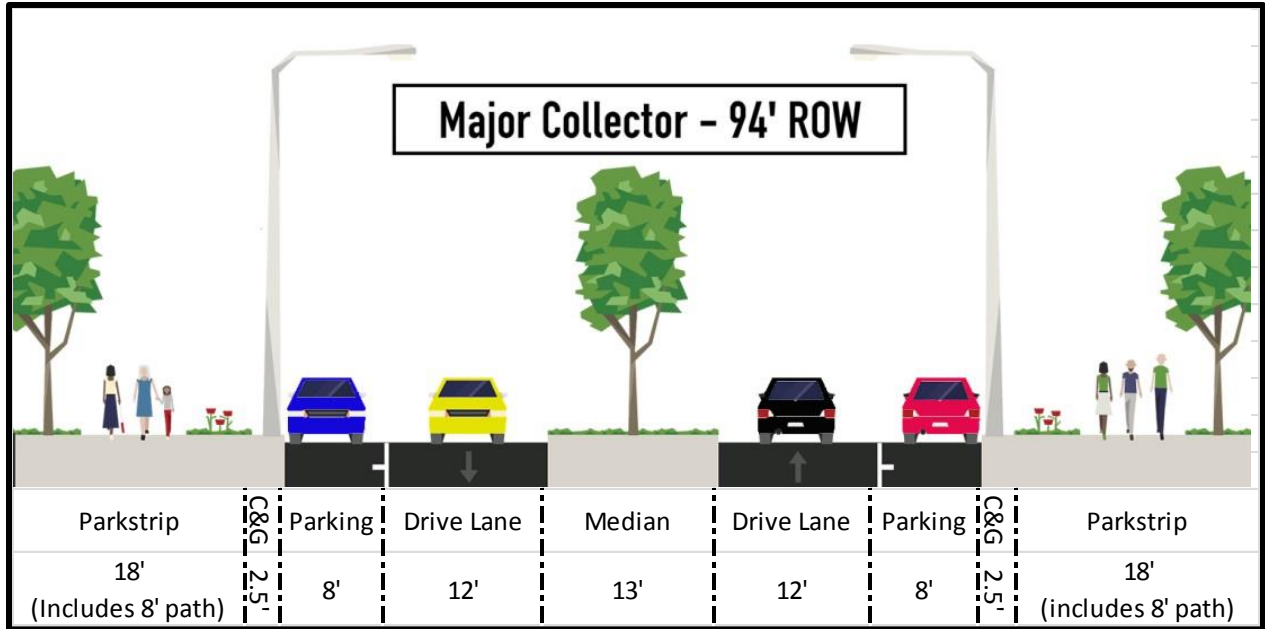 Major Collector - 94' ROW
Parkstrip
C&G
Parking
Drive Lane
Median
Drive Lane
Parking
C&G
Parkstrip
18'
(Includes 8' path)
2.5'
8'
12'
13'
12'
8'
2.5'
18'
(includes 8' path)